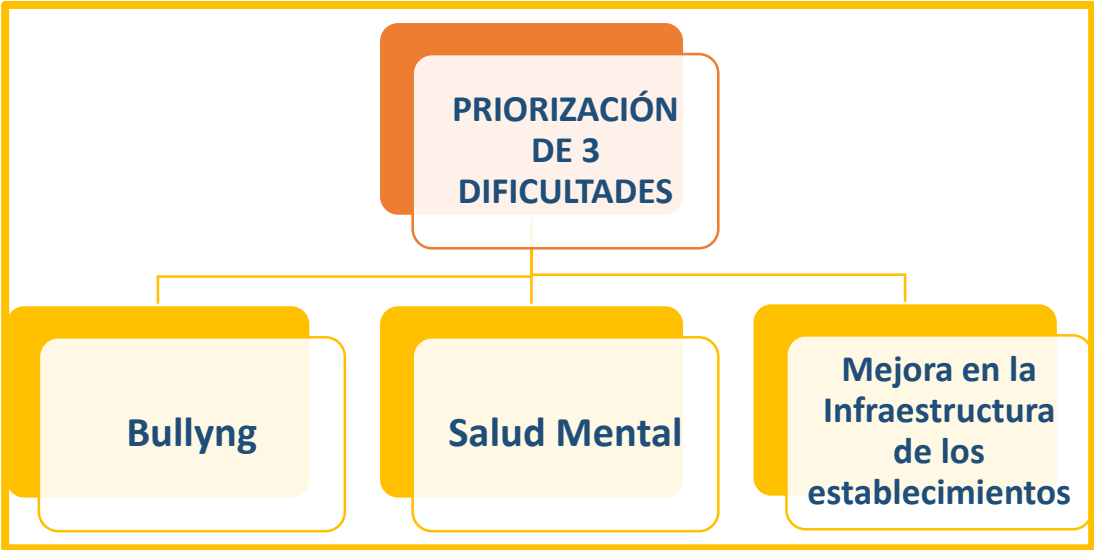 PRIORIZACIÓN
DE 3
DIFICULTADES
Bullyng
Salud Mental
Mejora en la
Infraestructura
de los
establecimientos